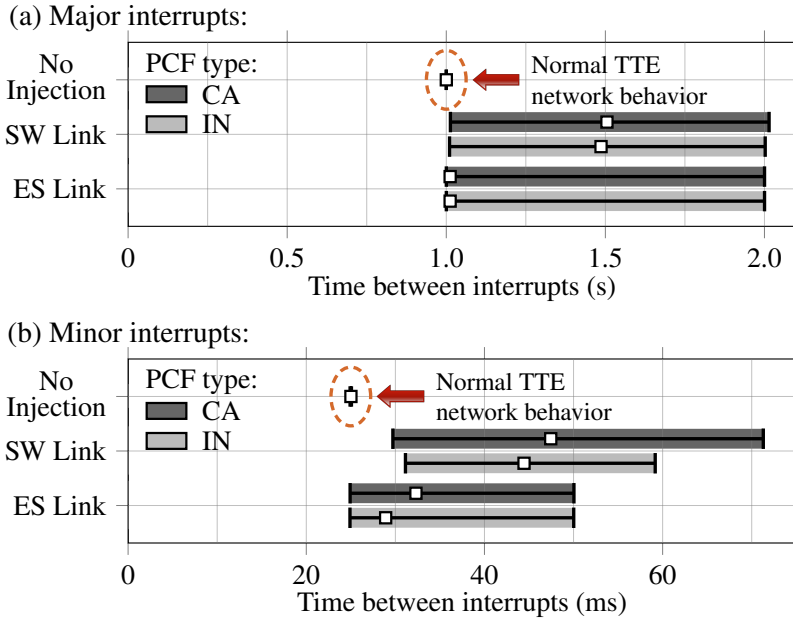 (a) Major interrupts:
No
Injection
PCF type:
CA
IN
Normal TTE
network behavior
SW Link
ES Link
0
0.5
1.0
1.5
2.0
Time between interrupts (s)
(b) Minor interrupts:
No
Injection
PCF type:
CA
IN
Normal TTE
network behavior
SW Link
ES Link
0
20
40
60
Time between interrupts (ms)